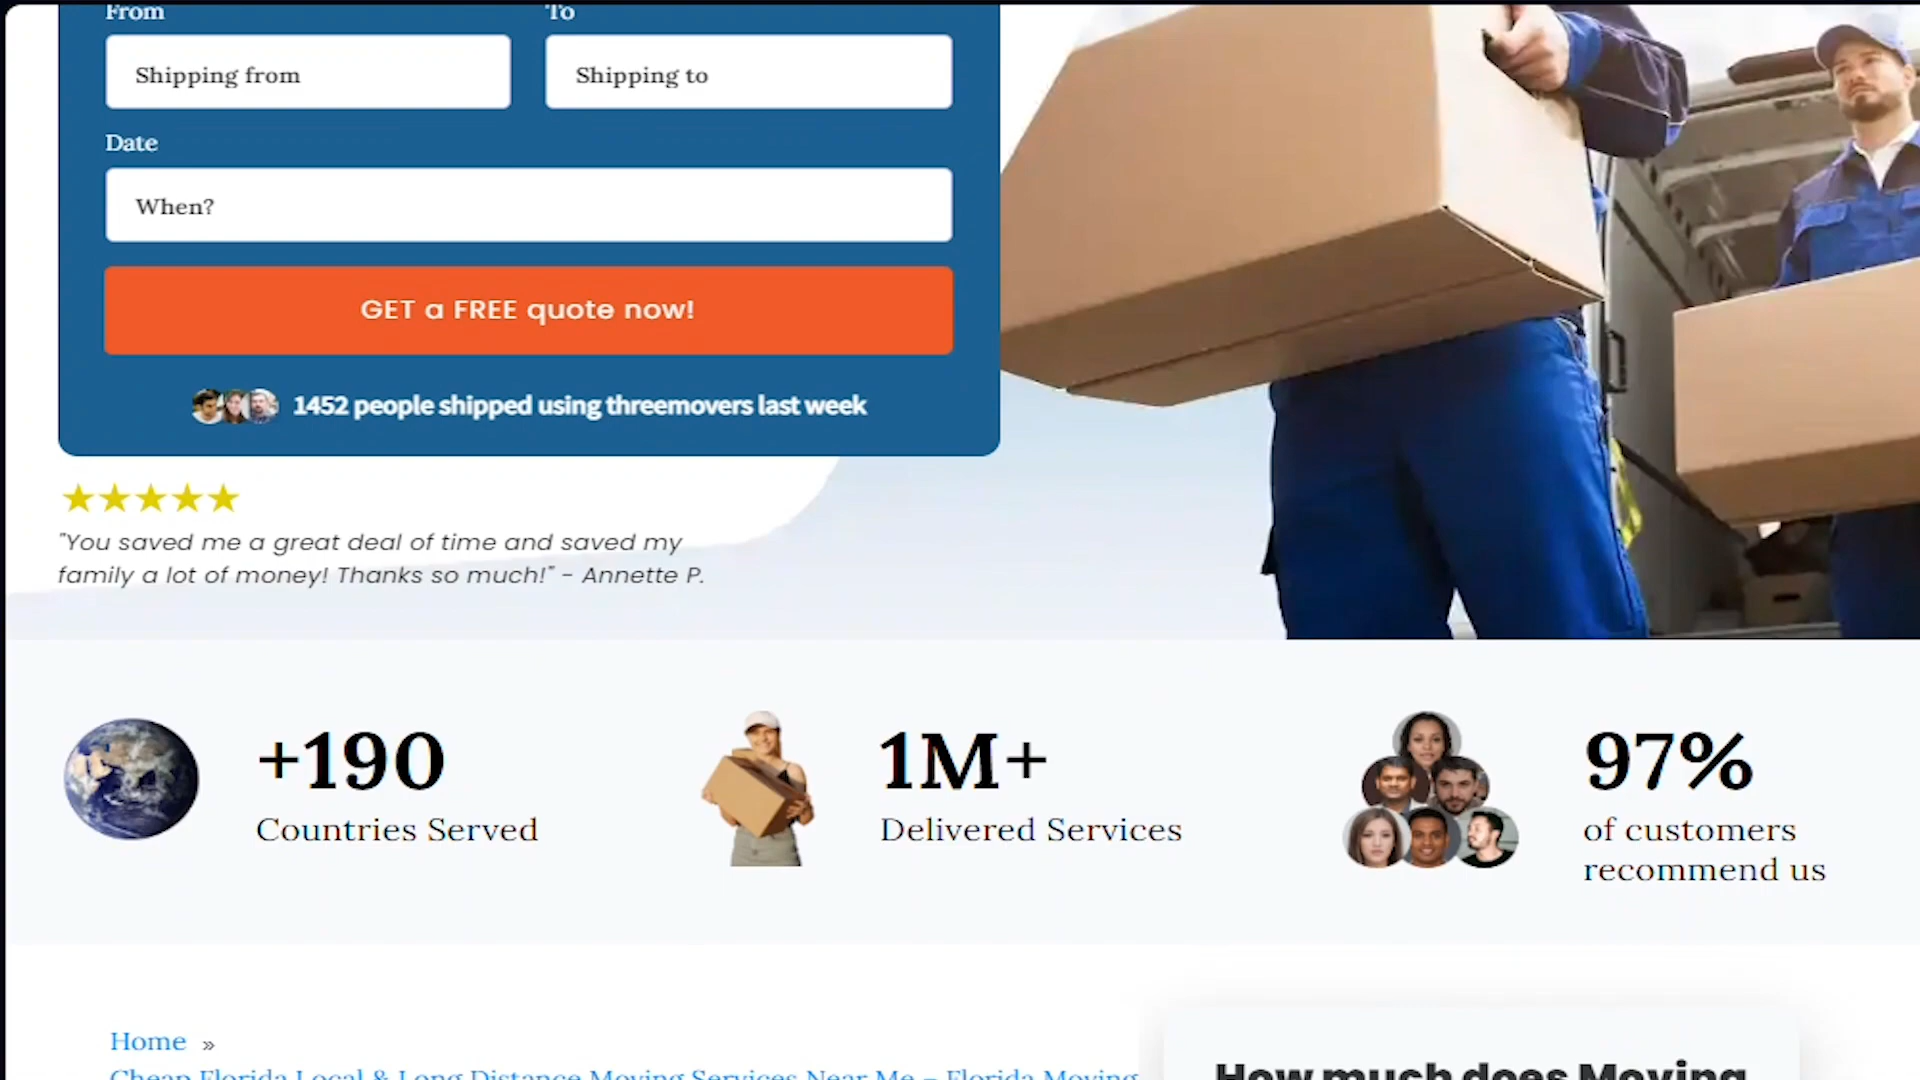 From
To
Shipping from
Shipping to
Date
When?
GET a FREE quote now!
1452 people shipped using threemovers last week
"You saved me a great deal of time and saved my
family a lot of money! Thanks so much!" - Annette P.
+190
Countries Served
1M+
Delivered Services
97%
of customers
recommend us
Home »
Cheap Florida Local & Long Distance Moving Services Near Me – Florida Moving
How much does Moving